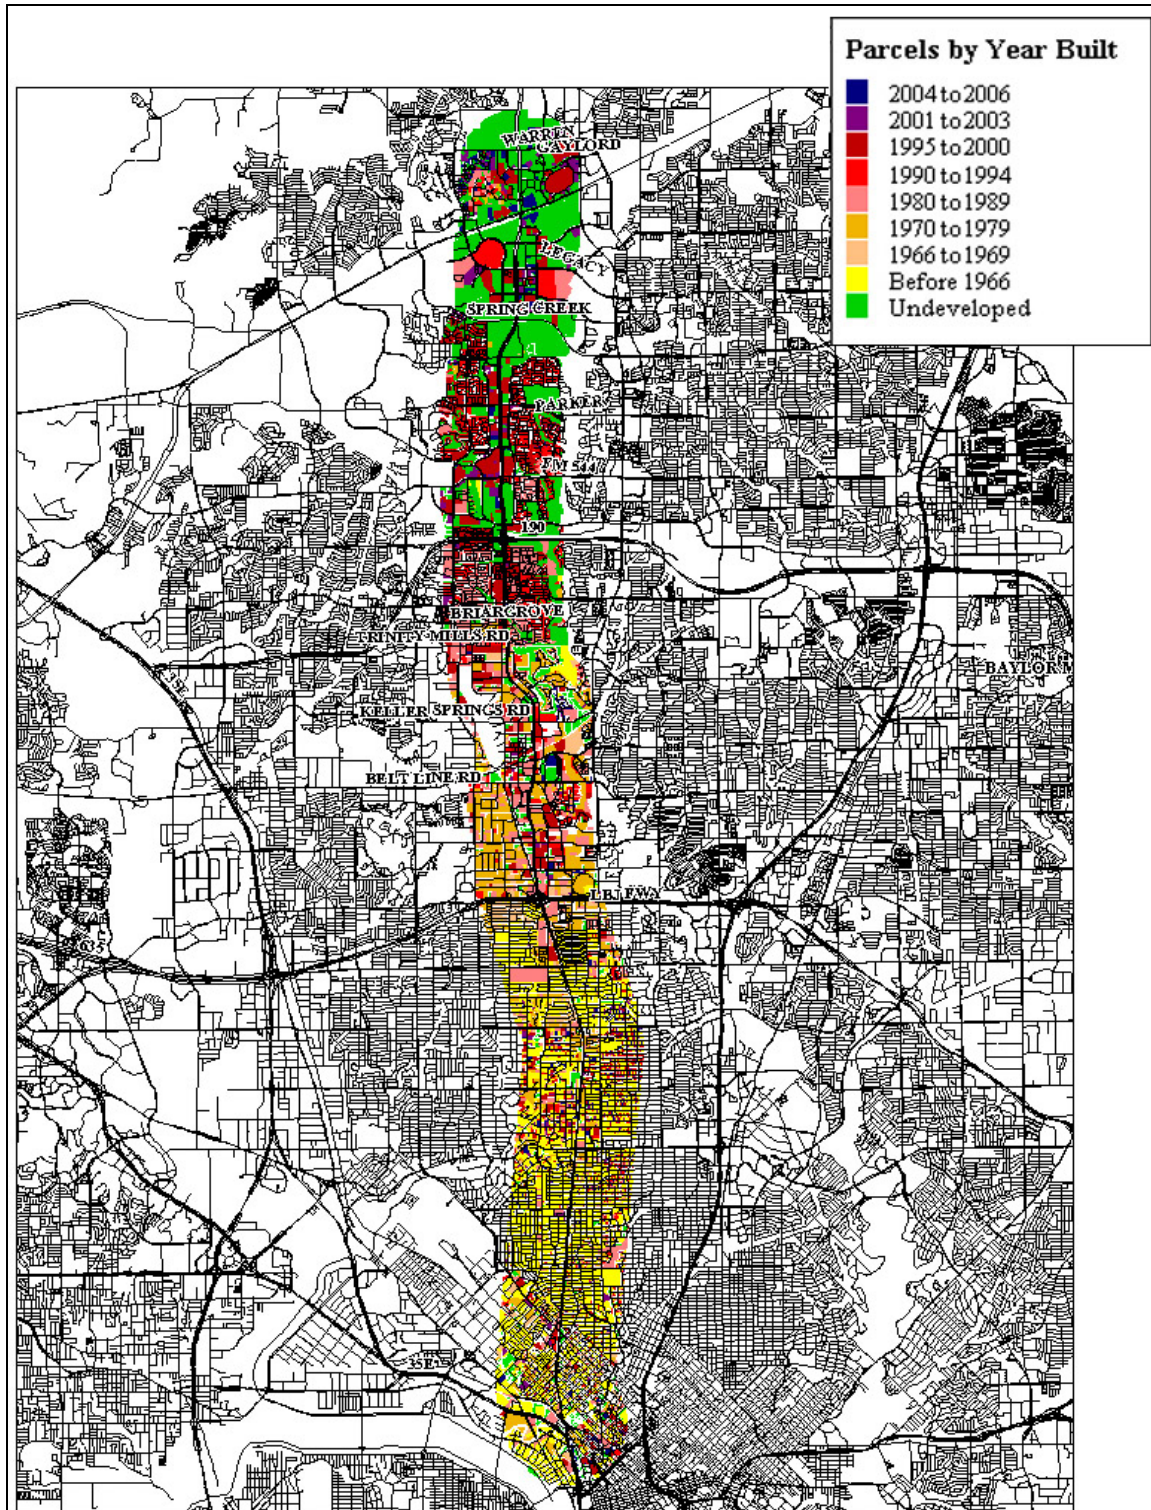 Parcels by Year Built
2004 to 2006
2001 to 2003
1995 to 2000
1990 to 1994
1980 to 1989
1970 to 1979
1966 to 1969
Before 1966
Undeveloped
WARREN
GAYLORD
LEGACY
SPRING CREEK
PARKER
FM 544
190
BRIARGROVE
TRINITY MILLS RD
BAYLOR M
KELLER SPRINGS RD
BELT LINE RD
LBJ FWY
635
35E